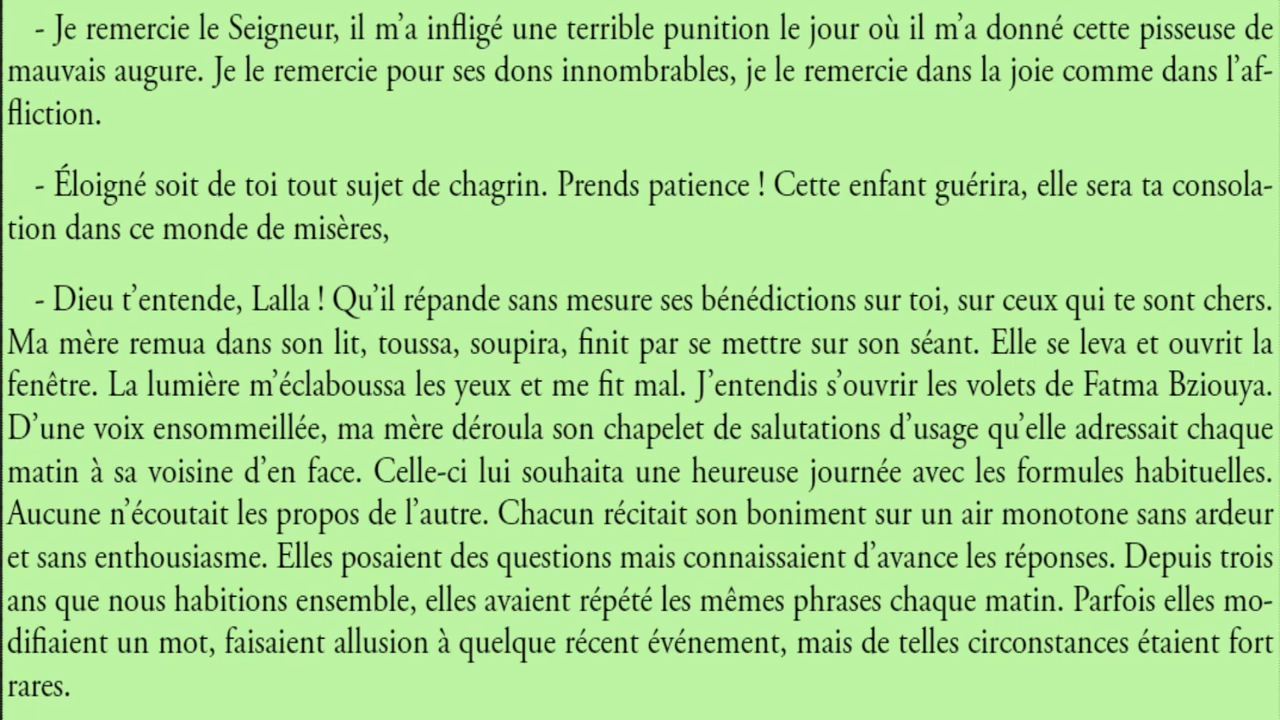 - Je remercie le Seigneur, il m’a infligé une terrible punition le jour où il m’a donné cette pisseuse de
mauvais augure. Je le remercie pour ses dons innombrables, je le remercie dans la joie comme dans l’af-
fliction.
- Éloigné soit de toi tout sujet de chagrin. Prends patience ! Cette enfant guérira, elle sera ta consola-
tion dans ce monde de misères,
- Dieu t’entende, Lalla ! Qu’il répande sans mesure ses bénédictions sur toi, sur ceux qui te sont chers.
Ma mère remua dans son lit, toussa, soupira, finit par se mettre sur son séant. Elle se leva et ouvrit la
fenêtre. La lumière m’éclaboussa les yeux et me fit mal. J’entendis s’ouvrir les volets de Fatma Bziouya.
D’une voix ensommeillée, ma mère déroula son chapelet de salutations d’usage qu’elle adressait chaque
matin à sa voisine d’en face. Celle-ci lui souhaita une heureuse journée avec les formules habituelles.
Aucune n’écoutait les propos de l’autre. Chacun récitait son boniment sur un air monotone sans ardeur
et sans enthousiasme. Elles posaient des questions mais connaissaient d’avance les réponses. Depuis trois
ans que nous habitions ensemble, elles avaient répété les mêmes phrases chaque matin. Parfois elles mo-
difiaient un mot, faisaient allusion à quelque récent événement, mais de telles circonstances étaient fort
rares.